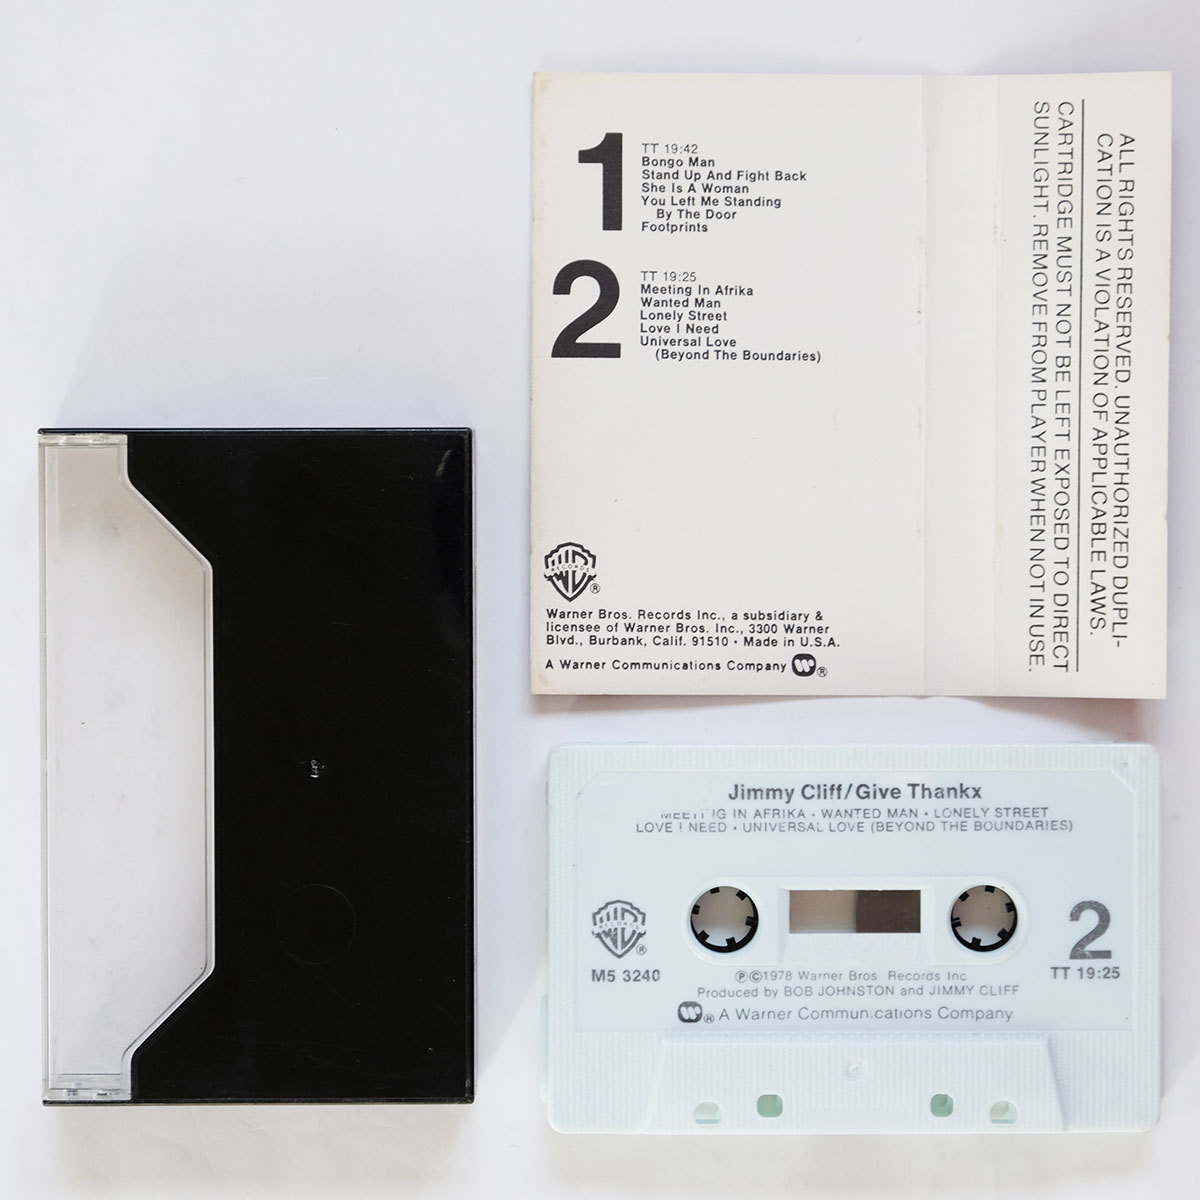 1
TT 19:42
Bongo Man
Stand Up And Fight Back
She Is A Woman
You Left Me Standing
By The Door
Footprints
2
TT 19:25
Meeting In Afrika
Wanted Man
Lonely Street
Love I Need
Universal Love
(Beyond The Boundaries)
RECORDS ®
Warner Bros. Records Inc., a subsidiary &
licensee of Warner Bros. Inc., 3300 Warner
Blvd., Burbank, Calif. 91510 · Made in U.S.A.
A Warner Communications Company ®
ALL RIGHTS RESERVED. UNAUTHORIZED DUPLI-
CATION IS A VIOLATION OF APPLICABLE LAWS.
CARTRIDGE MUST NOT BE LEFT EXPOSED TO DIRECT
SUNLIGHT. REMOVE FROM PLAYER WHEN NOT IN USE.
Jimmy Cliff/Give Thankx
MEETING IN AFRIKA · WANTED MAN · LONELY STREET
LOVE I NEED · UNIVERSAL LOVE (BEYOND THE BOUNDARIES)
RECORDS ®
M5 3240
2
TT 19:25
℗©1978 Warner Bros. Records Inc
Produced by BOB JOHNSTON and JIMMY CLIFF
® A Warner Communications Company